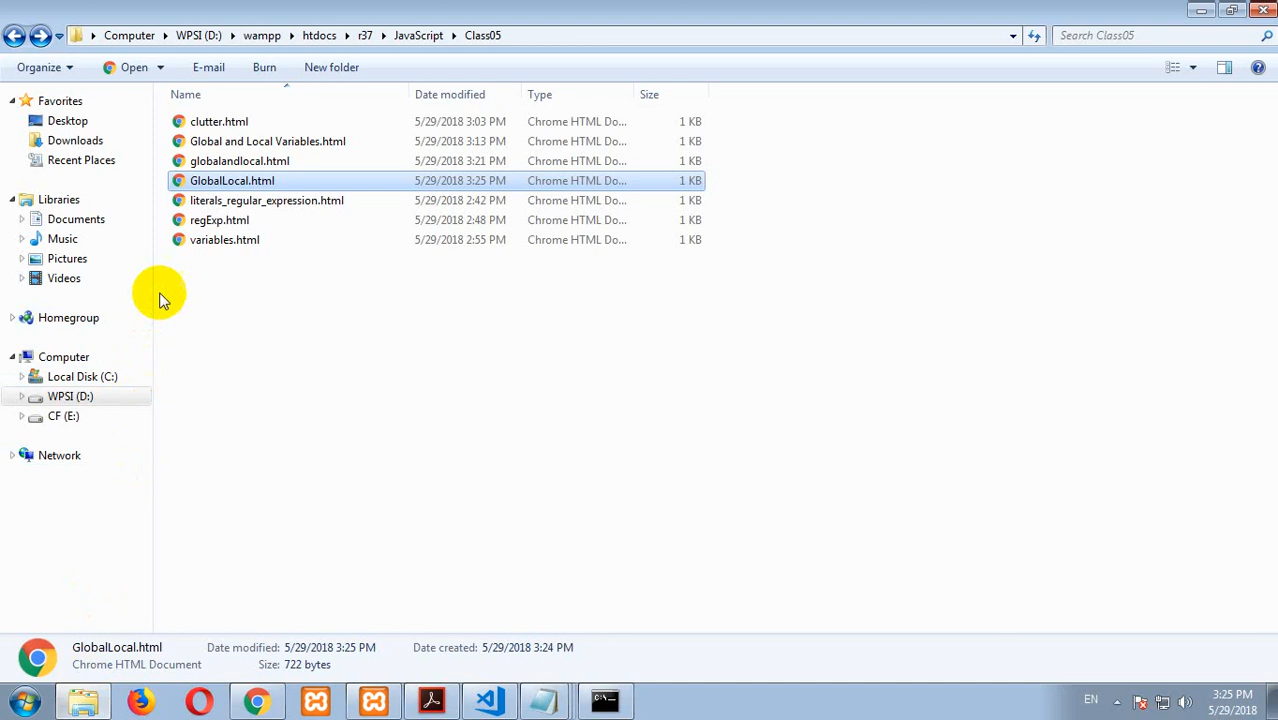 Computer WPSI (D:) wampp htdocs r37 JavaScript Class05 Search Class05
Organize Open E-mail Burn New folder
Name Date modified Type Size
Favorites
Desktop
Downloads
Recent Places
Libraries
Documents
Music
Pictures
Videos
Homegroup
Computer
Local Disk (C:)
WPSI (D:)
CF (E:)
Network
clutter.html 5/29/2018 3:03 PM Chrome HTML Do... 1 KB
Global and Local Variables.html 5/29/2018 3:13 PM Chrome HTML Do... 1 KB
globalandlocal.html 5/29/2018 3:21 PM Chrome HTML Do... 1 KB
GlobalLocal.html 5/29/2018 3:25 PM Chrome HTML Do... 1 KB
literals_regular_expression.html 5/29/2018 2:42 PM Chrome HTML Do... 1 KB
regExp.html 5/29/2018 2:48 PM Chrome HTML Do... 1 KB
variables.html 5/29/2018 2:55 PM Chrome HTML Do... 1 KB
GlobalLocal.html Date modified: 5/29/2018 3:25 PM Date created: 5/29/2018 3:24 PM
Chrome HTML Document Size: 722 bytes
EN 3:25 PM
5/29/2018